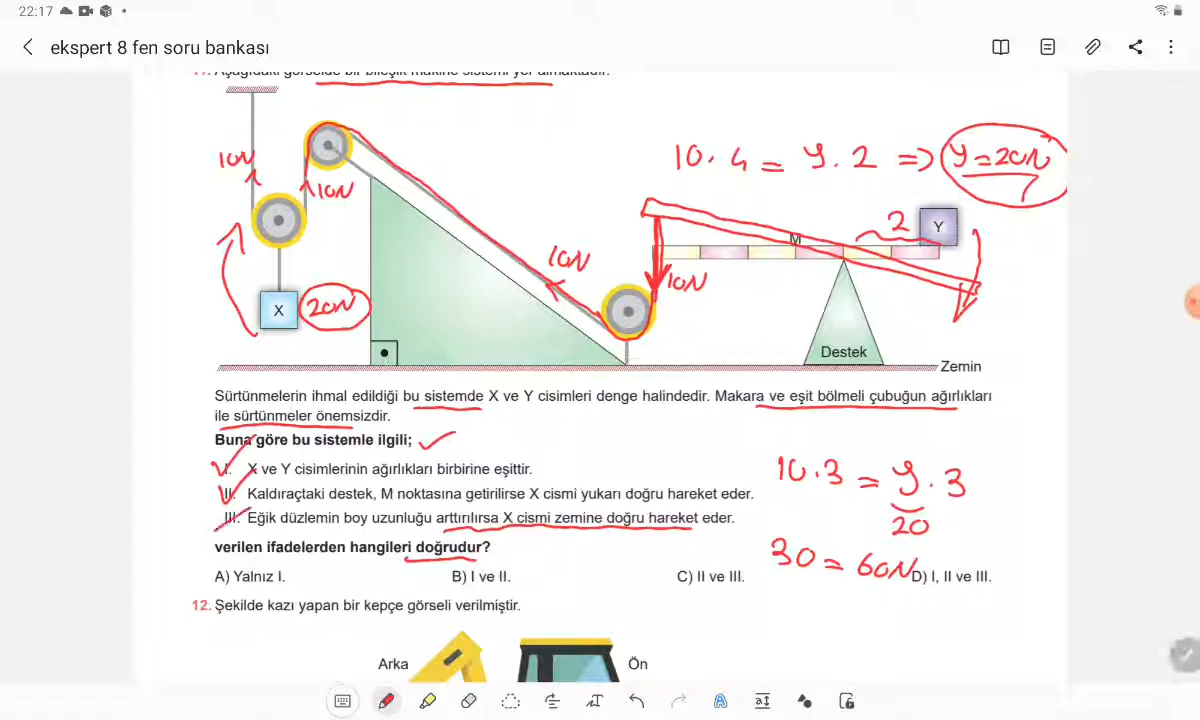 22:17
ekspert 8 fen soru bankası
11. Aşağıdaki görselde bir bileşik makine sistemi yer almaktadır.
10N
10N
10 . 4 = y . 2 => y = 20N
2
Y
M
10N
10N
X
20N
Destek
Zemin
Sürtünmelerin ihmal edildiği bu sistemde X ve Y cisimleri denge halindedir. Makara ve eşit bölmeli çubuğun ağırlıkları
ile sürtünmeler önemsizdir.
Buna göre bu sistemle ilgili;
I. X ve Y cisimlerinin ağırlıkları birbirine eşittir.
II. Kaldıraçtaki destek, M noktasına getirilirse X cismi yukarı doğru hareket eder.
III. Eğik düzlemin boy uzunluğu arttırılırsa X cismi zemine doğru hareket eder.
10 . 3 = y . 3
20
30 = 60N
verilen ifadelerden hangileri doğrudur?
A) Yalnız I. B) I ve II. C) II ve III. D) I, II ve III.
12. Şekilde kazı yapan bir kepçe görseli verilmiştir.
Arka
Ön